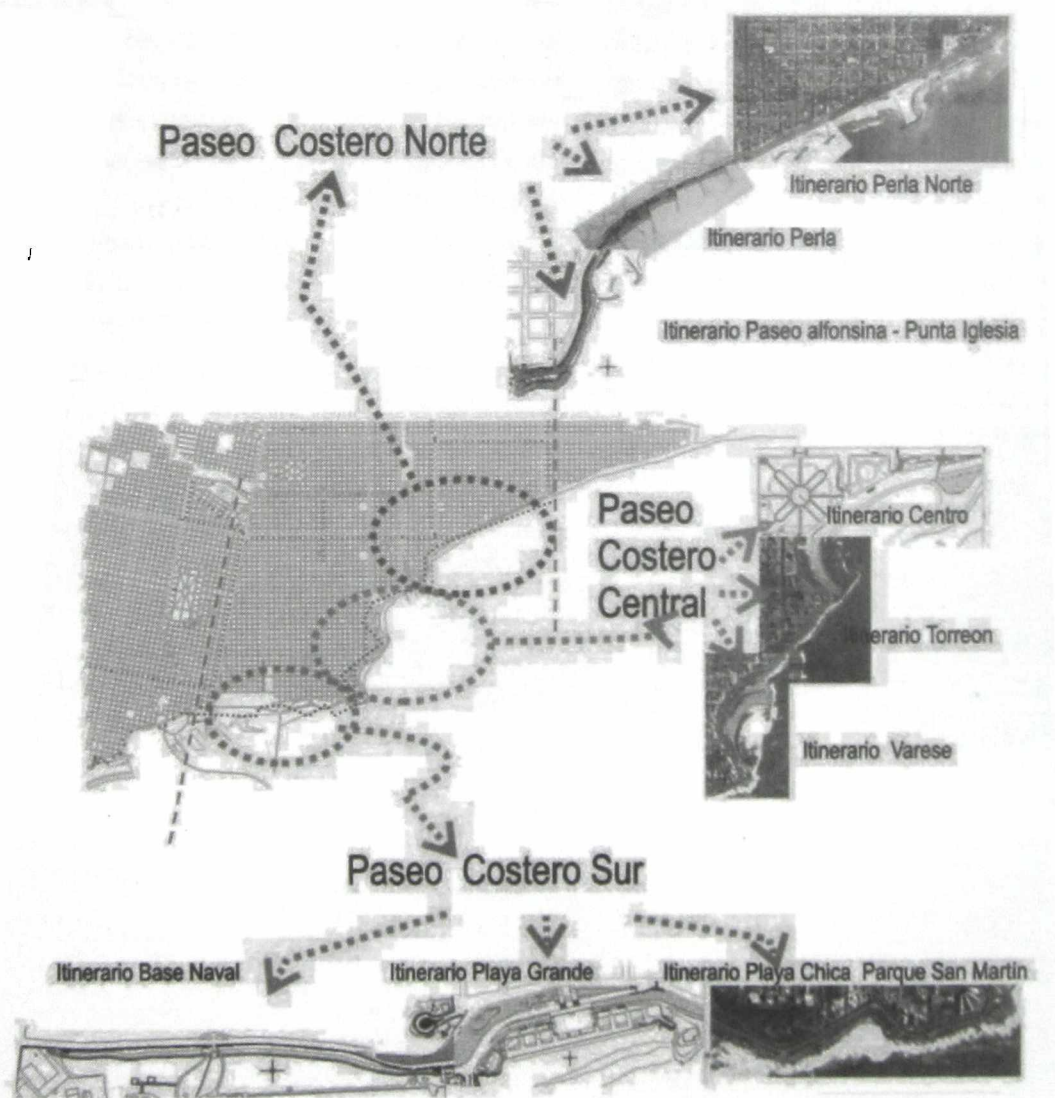 Paseo Costero Norte
Itinerario Perla Norte
Itinerario Perla
Itinerario Paseo alfonsina - Punta Iglesia
Paseo
Costero
Central
Itinerario Centro
Itinerario Torreon
Itinerario Varese
Paseo Costero Sur
Itinerario Base Naval
Itinerario Playa Grande
Itinerario Playa Chica Parque San Martin